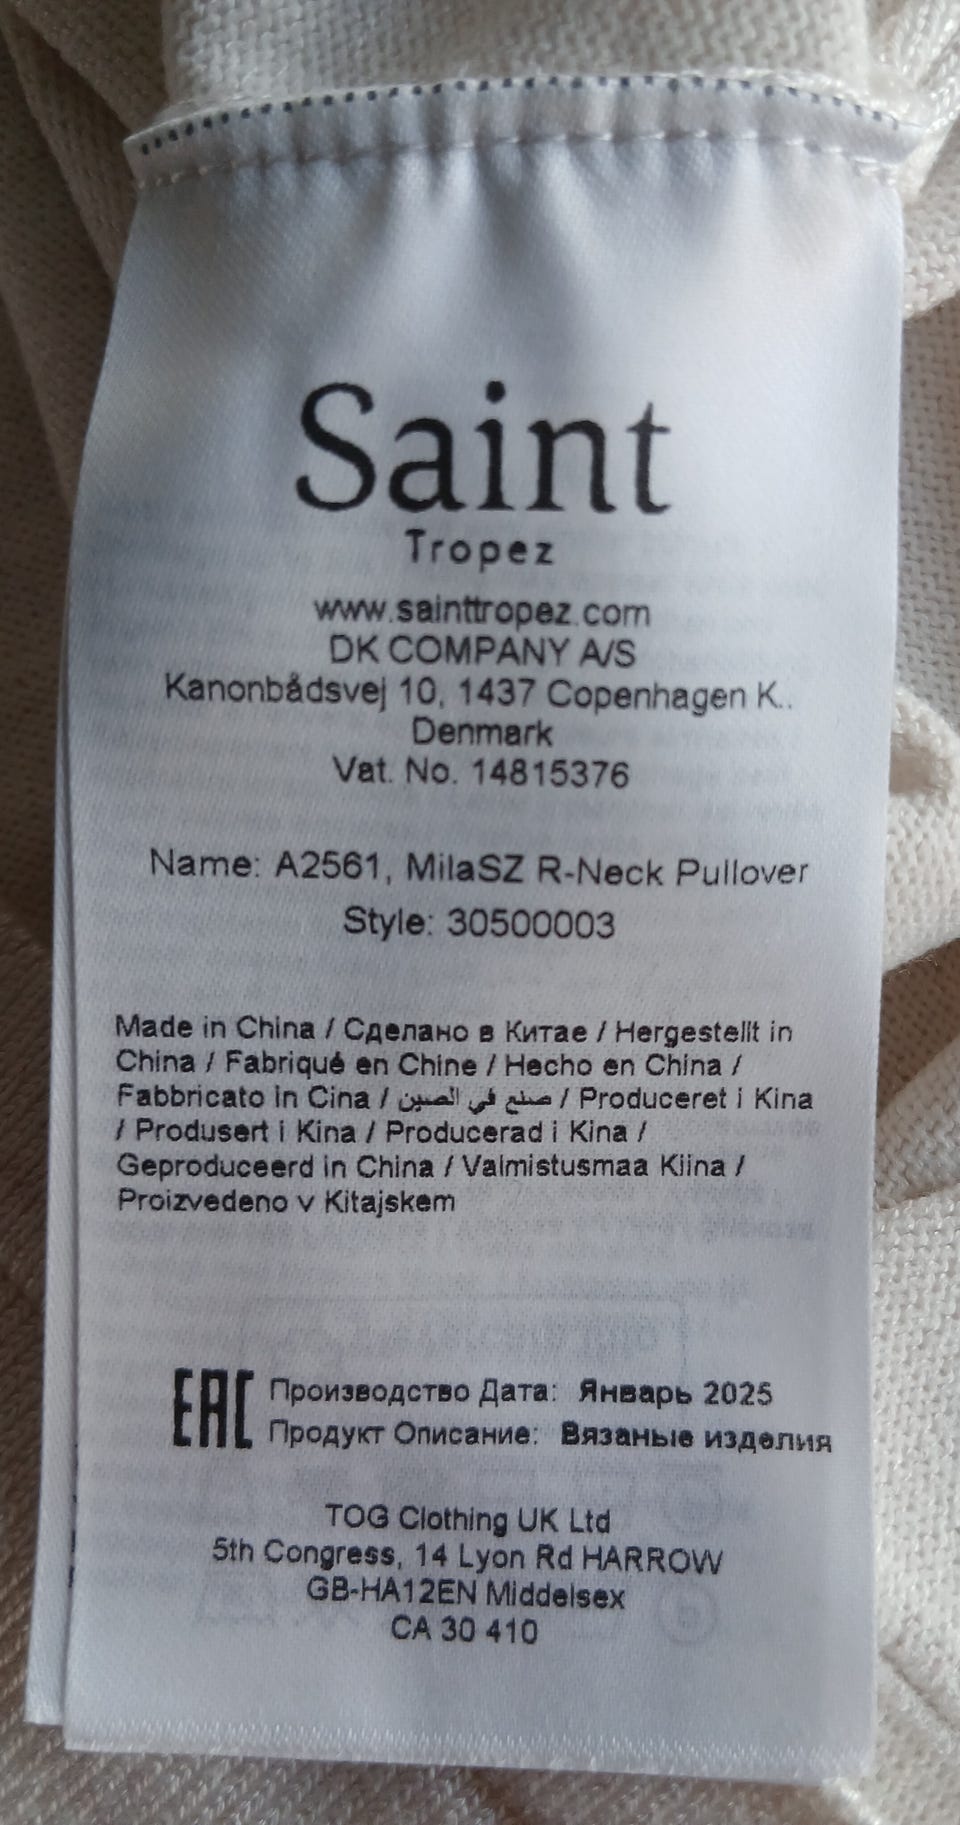 Saint
Tropez
www.sainttropez.com
DK COMPANY A/S
Kanonbådsvej 10, 1437 Copenhagen K..
Denmark
Vat. No. 14815376
Name: A2561, MilaSZ R-Neck Pullover
Style: 30500003
Made in China / Сделано в Китае / Hergestellt in
China / Fabriqué en Chine / Hecho en China /
Fabbricato in Cina / صنع في الصين / Produceret i Kina
/ Produsert i Kina / Producerad i Kina /
Geproduceerd in China / Valmistusmaa Kiina /
Proizvedeno v Kitajskem
EAC Производство Дата: Январь 2025
Продукт Описание: Вязаные изделия
TOG Clothing UK Ltd
5th Congress, 14 Lyon Rd HARROW
GB-HA12EN Middelsex
CA 30 410